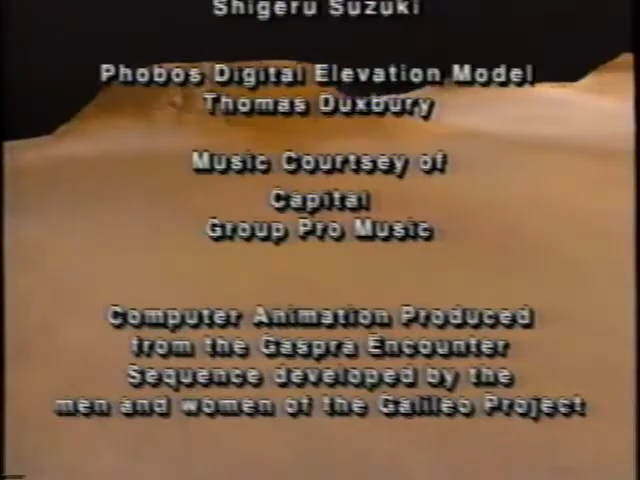 Shigeru Suzuki
Phobos Digital Elevation Model
Thomas Duxbury
Music Courtsey of
Capital
Group Pro Music
Computer Animation Produced
from the Gaspra Encounter
Sequence developed by the
men and women of the Galileo Project